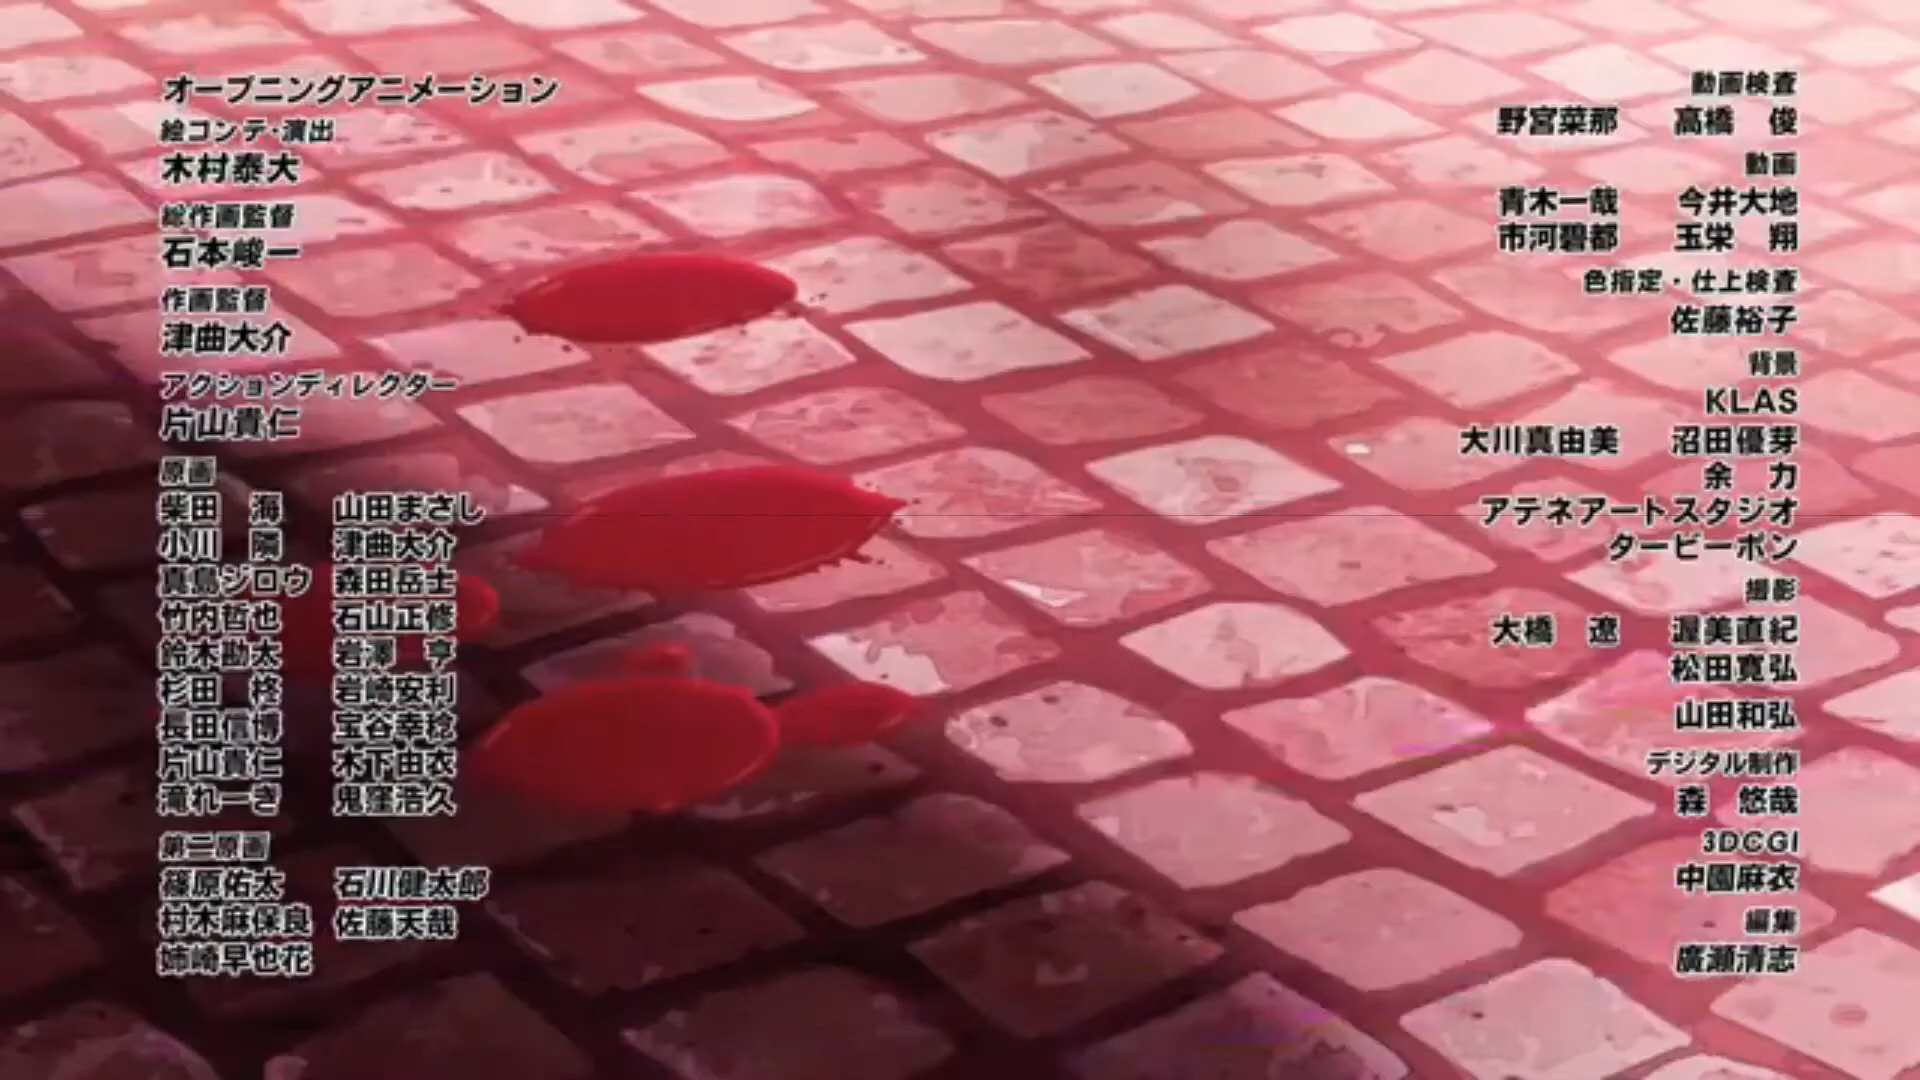 オープニングアニメーション
絵コンテ・演出
木村泰大
総作画監督
石本峻一
作画監督
津曲大介
アクションディレクター
片山貴仁
原画
柴田　海　山田まさし
小川　隣　津曲大介
真島ジロウ　森田岳士
竹内哲也　石山正修
鈴木勘太　岩澤　亨
杉田　柊　岩崎安利
長田信博　宝谷幸稔
片山貴仁　木下由衣
滝れーき　鬼窪浩久
第二原画
篠原佑太　石川健太郎
村木麻保良　佐藤天哉
姉崎早也花
動画検査
野宮菜那　高橋　俊
動画
青木一哉　今井大地
市河碧都　玉栄　翔
色指定・仕上検査
佐藤裕子
背景
KLAS
大川真由美　沼田優芽
余　力
アテネアートスタジオ
タービーポン
撮影
大橋　遼　渥美直紀
松田寛弘
山田和弘
デジタル制作
森　悠哉
3DCGI
中園麻衣
編集
廣瀬清志